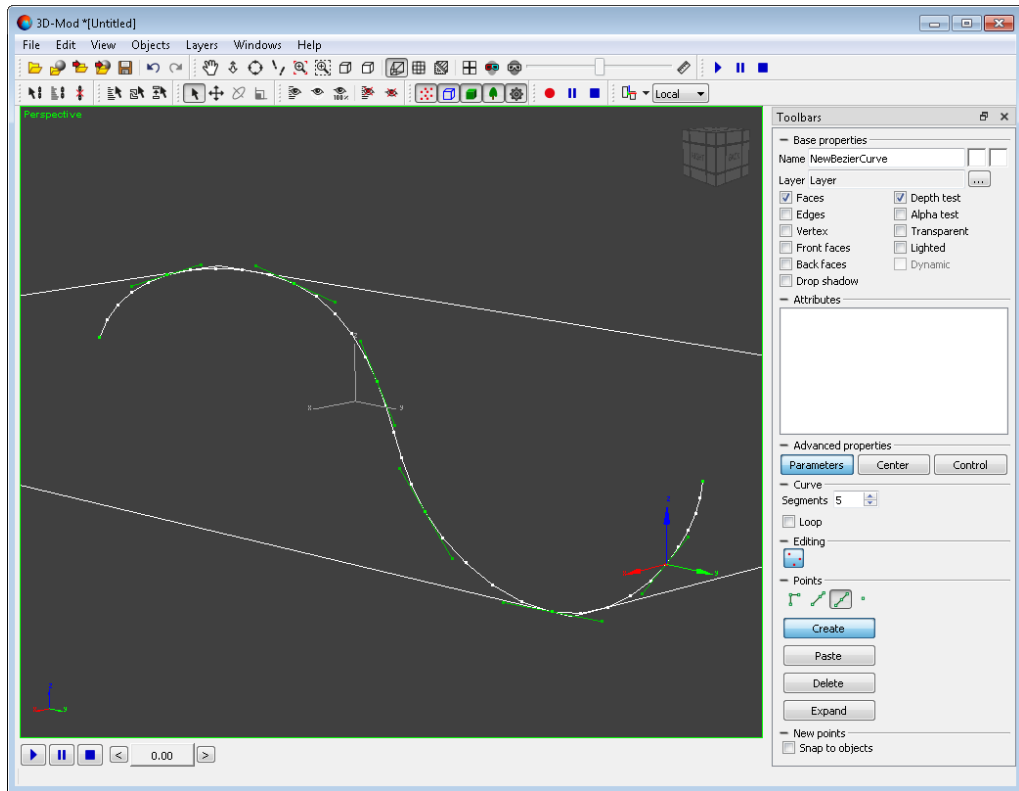 3D-Mod *[Untitled]
File Edit View Objects Layers Windows Help
100%
Local
Perspective
Toolbars
Base properties
Name NewBezierCurve
Layer Layer ...
Faces Depth test
Edges Alpha test
Vertex Transparent
Front faces Lighted
Back faces Dynamic
Drop shadow
Attributes
Advanced properties
Parameters Center Control
Curve
Segments 5
Loop
Editing
Points
Create
Paste
Delete
Expand
New points
Snap to objects
< 0.00 >